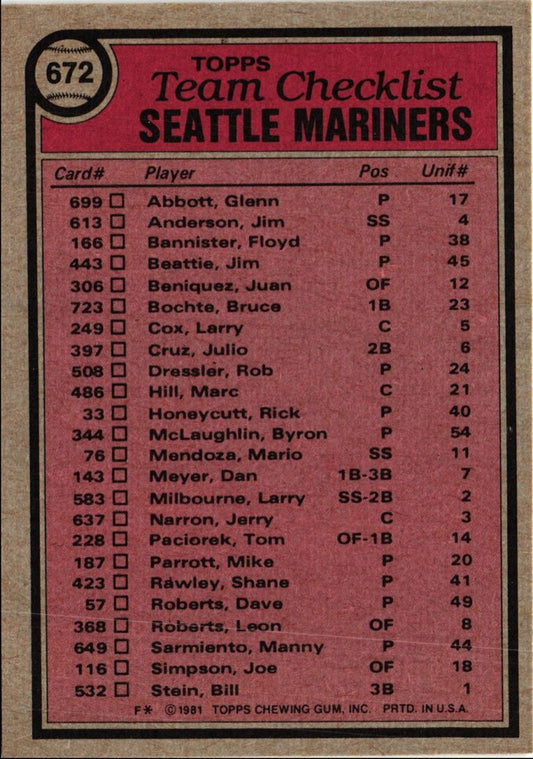 672
TOPPS
Team Checklist
SEATTLE MARINERS
Card# Player Pos Unif#
699 Abbott, Glenn P 17
613 Anderson, Jim SS 4
166 Bannister, Floyd P 38
443 Beattie, Jim P 45
306 Beniquez, Juan OF 12
723 Bochte, Bruce 1B 23
249 Cox, Larry C 5
397 Cruz, Julio 2B 6
508 Dressler, Rob P 24
486 Hill, Marc C 21
33 Honeycutt, Rick P 40
344 McLaughlin, Byron P 54
76 Mendoza, Mario SS 11
143 Meyer, Dan 1B-3B 7
583 Milbourne, Larry SS-2B 2
637 Narron, Jerry C 3
228 Paciorek, Tom OF-1B 14
187 Parrott, Mike P 20
423 Rawley, Shane P 41
57 Roberts, Dave P 49
368 Roberts, Leon OF 8
649 Sarmiento, Manny P 44
116 Simpson, Joe OF 18
532 Stein, Bill 3B 1
F* ©1981 TOPPS CHEWING GUM, INC. PRTD. IN U.S.A.